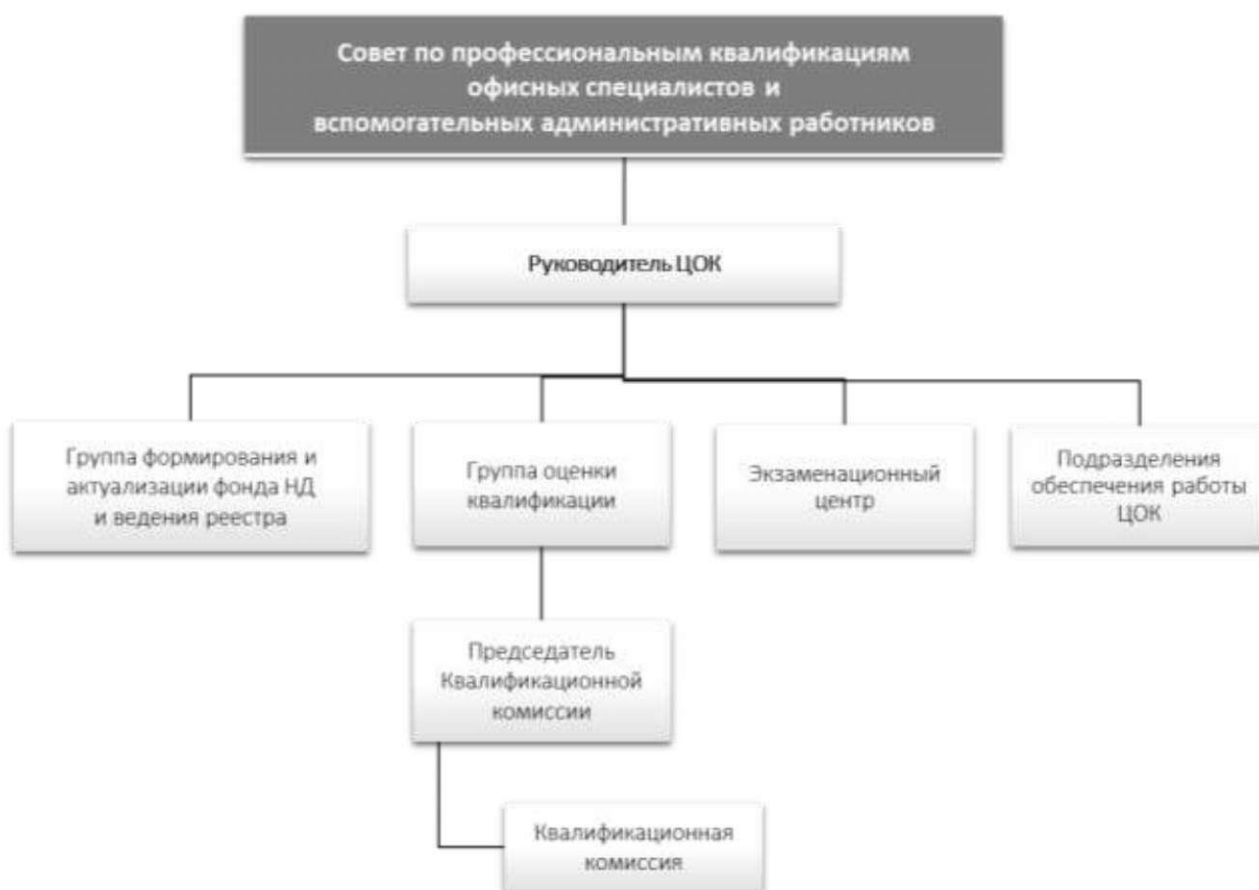 Совет по профессиональным квалификациям
офисных специалистов и
вспомогательных административных работников
Руководитель ЦОК
Группа формирования и
актуализации фонда НД
и ведения реестра
Группа оценки
квалификации
Экзаменационный
центр
Подразделения
обеспечения работы
ЦОК
Председатель
Квалификационной
комиссии
Квалификационная
комиссия